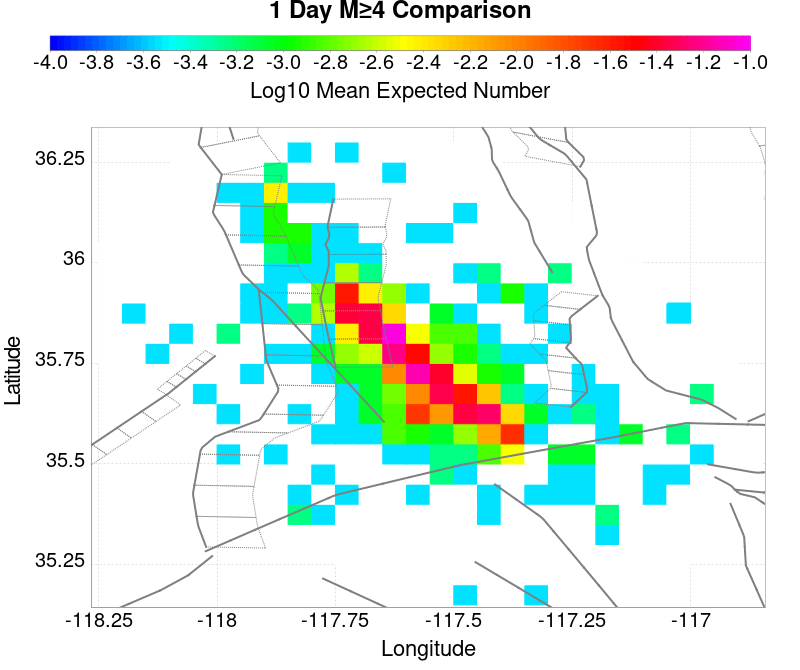 1 Day M≥4 Comparison
-4.0 -3.8 -3.6 -3.4 -3.2 -3.0 -2.8 -2.6 -2.4 -2.2 -2.0 -1.8 -1.6 -1.4 -1.2 -1.0
Log10 Mean Expected Number
36.25
36
35.75
35.5
35.25
Latitude
-118.25 -118 -117.75 -117.5 -117.25 -117
Longitude